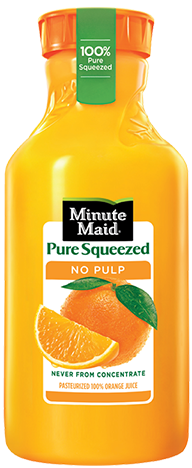 100%
Pure
Squeezed
Minute
Maid®
Pure Squeezed
NO PULP
NEVER FROM CONCENTRATE
PASTEURIZED 100% ORANGE JUICE